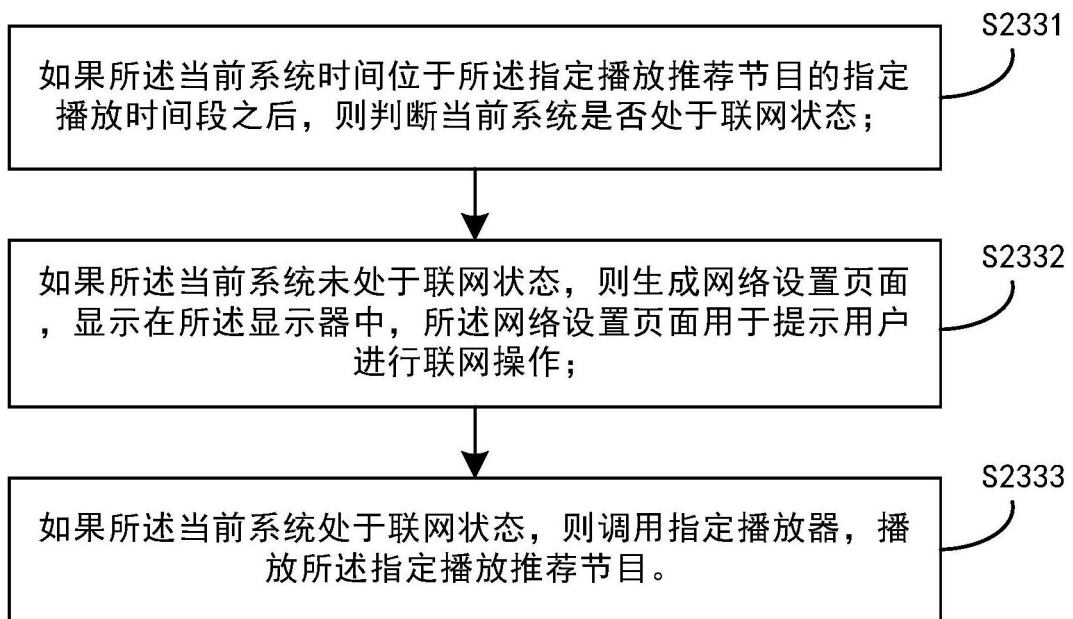 S2331
如果所述当前系统时间位于所述指定播放推荐节目的指定
播放时间段之后，则判断当前系统是否处于联网状态；
S2332
如果所述当前系统未处于联网状态，则生成网络设置页面
，显示在所述显示器中，所述网络设置页面用于提示用户
进行联网操作；
S2333
如果所述当前系统处于联网状态，则调用指定播放器，播
放所述指定播放推荐节目。